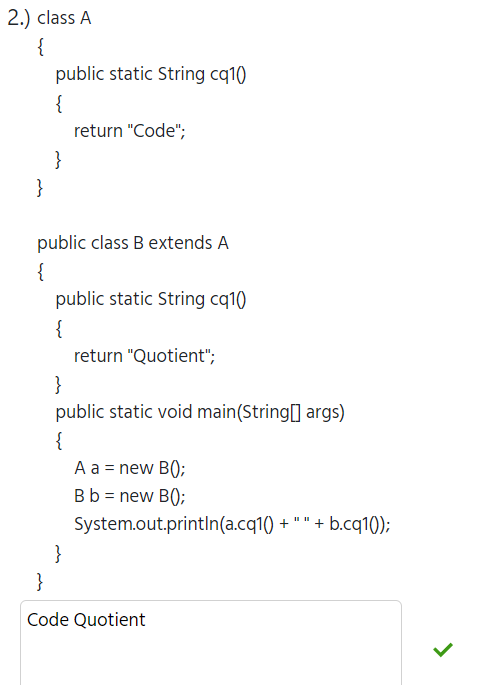 2.) class A
{
public static String cq1()
{
return "Code";
}
}
public class B extends A
{
public static String cq1()
{
return "Quotient";
}
public static void main(String[] args)
{
A a = new B();
B b = new B();
System.out.println(a.cq1() + " " + b.cq1());
}
}
Code Quotient